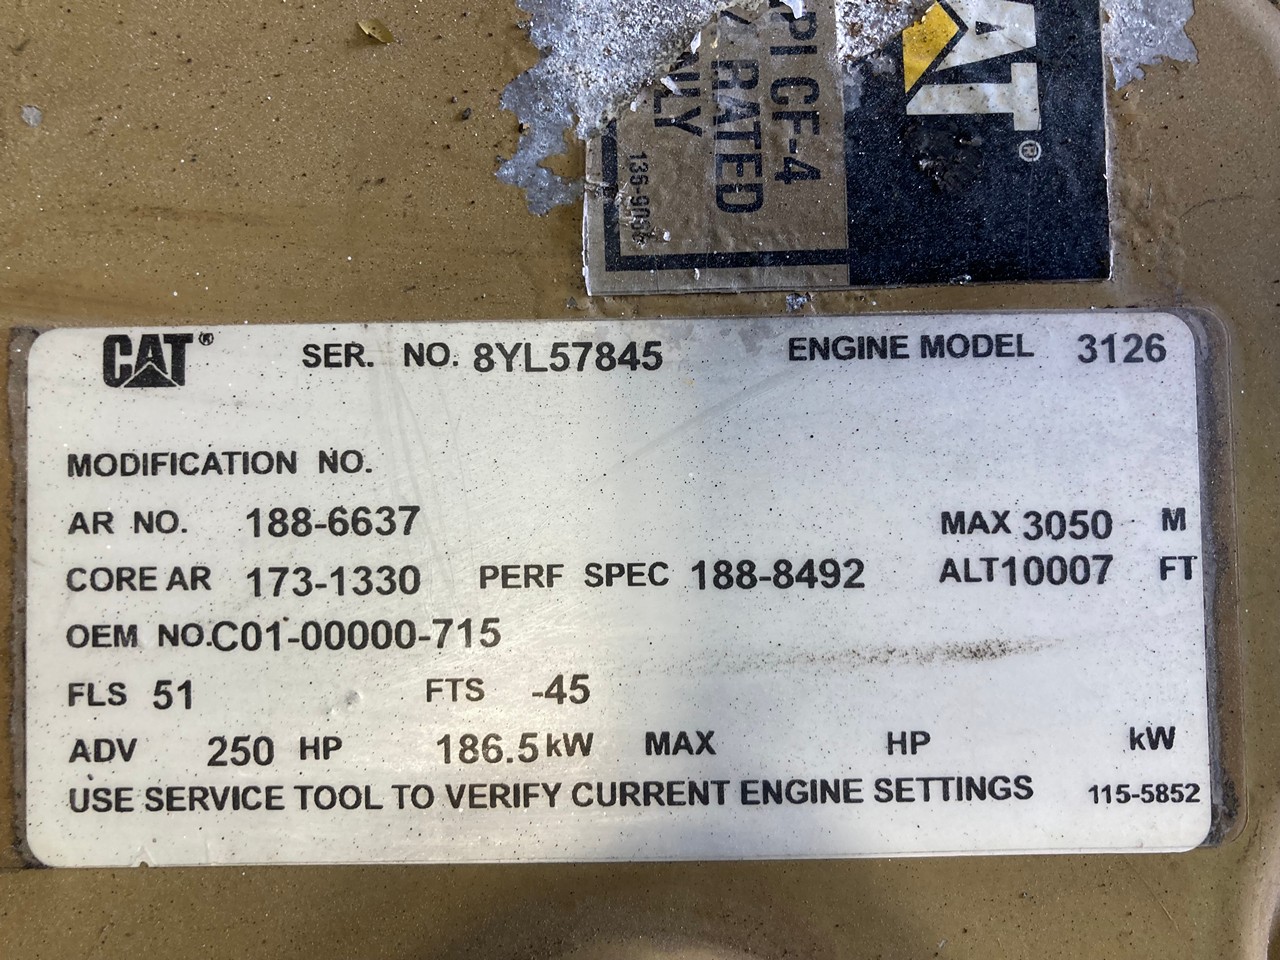 PI CF-4
RATED
NLY
CAT®
CAT® SER. NO. 8YL57845 ENGINE MODEL 3126
MODIFICATION NO.
AR NO. 188-6637 MAX 3050 M
CORE AR 173-1330 PERF SPEC 188-8492 ALT 10007 FT
OEM NO. C01-00000-715
FLS 51 FTS -45
ADV 250 HP 186.5 kW MAX HP kW
USE SERVICE TOOL TO VERIFY CURRENT ENGINE SETTINGS 115-5852